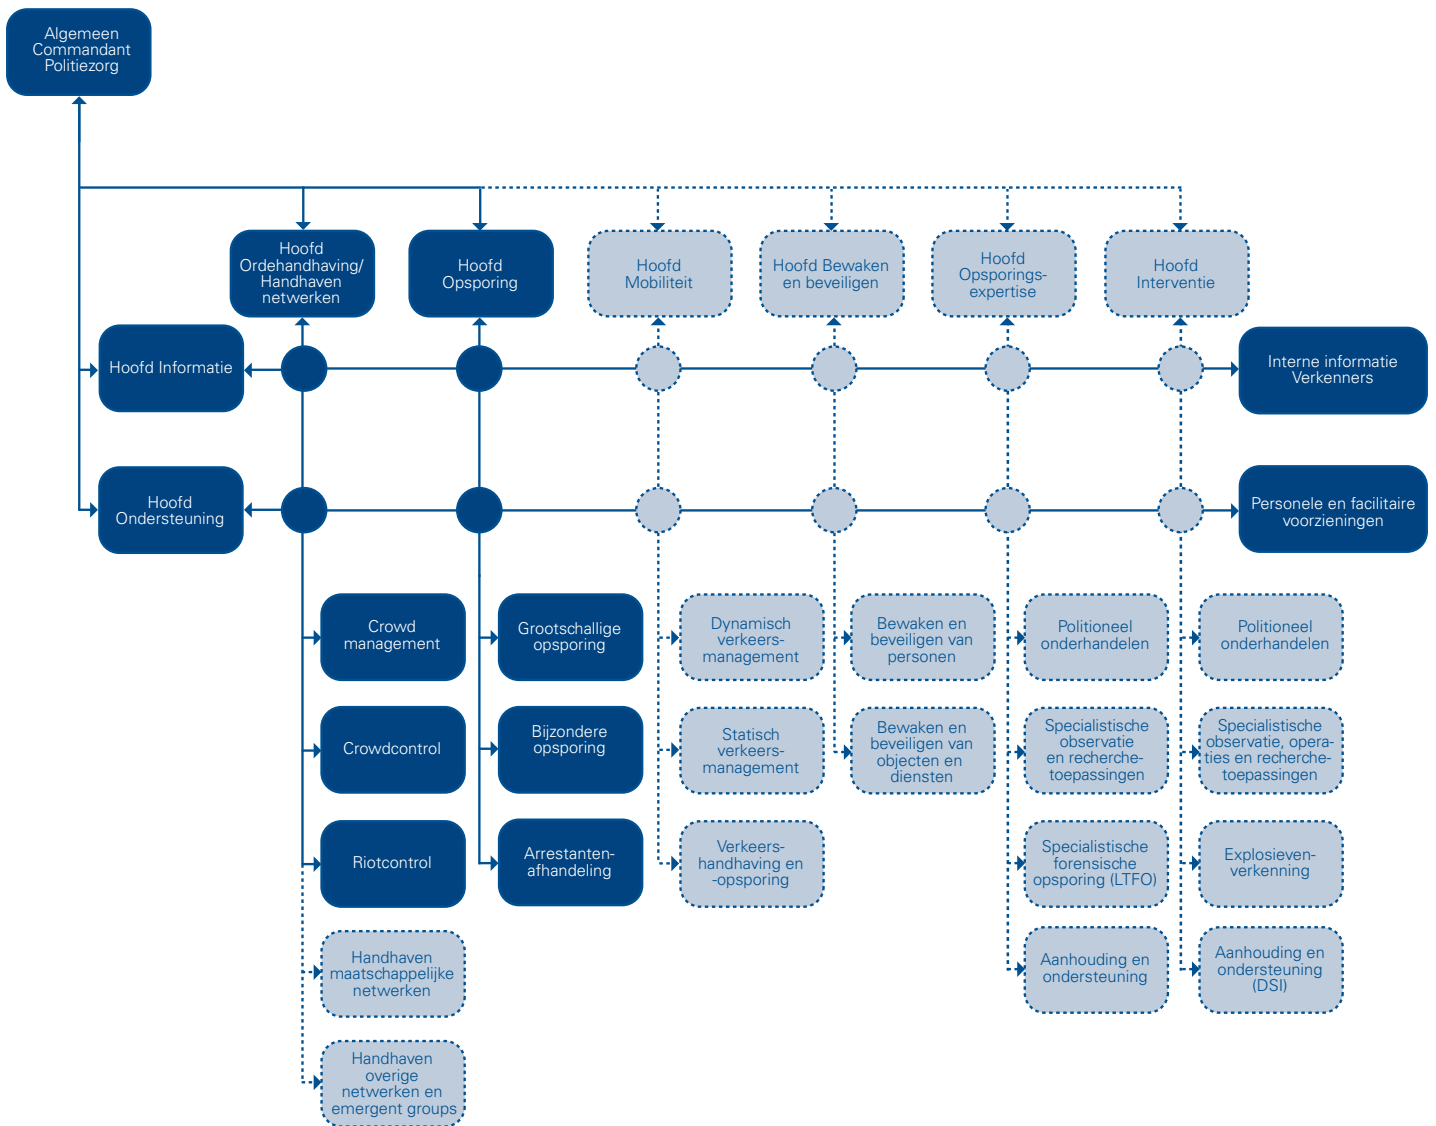 Algemeen
Commandant
Politiezorg
Hoofd
Ordehandhaving/
Handhaven
netwerken
Hoofd
Opsporing
Hoofd
Mobiliteit
Hoofd Bewaken
en beveiligen
Hoofd
Opsporings-
expertise
Hoofd
Interventie
Hoofd Informatie
Interne informatie
Verkenners
Hoofd
Ondersteuning
Personele en facilitaire
voorzieningen
Crowd
management
Grootschallige
opsporing
Dynamisch
verkeers-
management
Bewaken en
beveiligen van
personen
Politioneel
onderhandelen
Politioneel
onderhandelen
Crowdcontrol
Bijzondere
opsporing
Statisch
verkeers-
management
Bewaken en
beveiligen van
objecten en
diensten
Specialistische
observatie
en recherche-
toepassingen
Specialistische
observatie, opera-
ties en recherche-
toepassingen
Riotcontrol
Arrestanten-
afhandeling
Verkeers-
handhaving en
-opsporing
Specialistische
forensische
opsporing (LTFO)
Explosieven-
verkenning
Handhaven
maatschappelijke
netwerken
Aanhouding en
ondersteuning
Aanhouding en
ondersteuning
(DSI)
Handhaven
overige
netwerken en
emergent groups